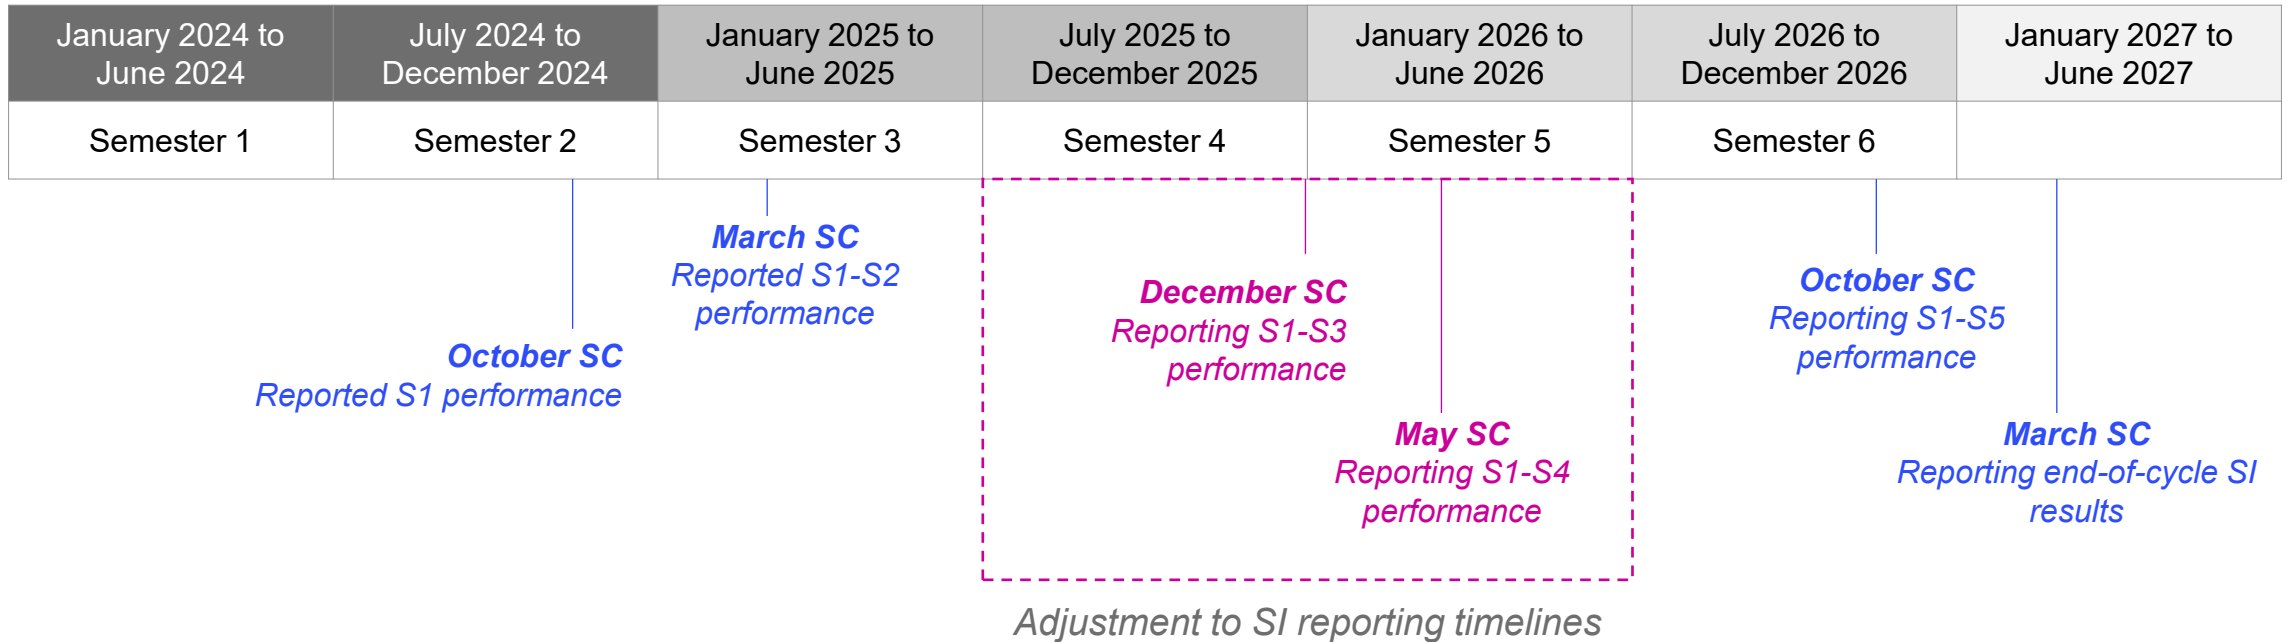 January 2024 to
June 2024
July 2024 to
December 2024
January 2025 to
June 2025
July 2025 to
December 2025
January 2026 to
June 2026
July 2026 to
December 2026
January 2027 to
June 2027
Semester 1
Semester 2
Semester 3
Semester 4
Semester 5
Semester 6
October SC
Reported S1 performance
March SC
Reported S1-S2
performance
December SC
Reporting S1-S3
performance
May SC
Reporting S1-S4
performance
October SC
Reporting S1-S5
performance
March SC
Reporting end-of-cycle SI
results
Adjustment to SI reporting timelines